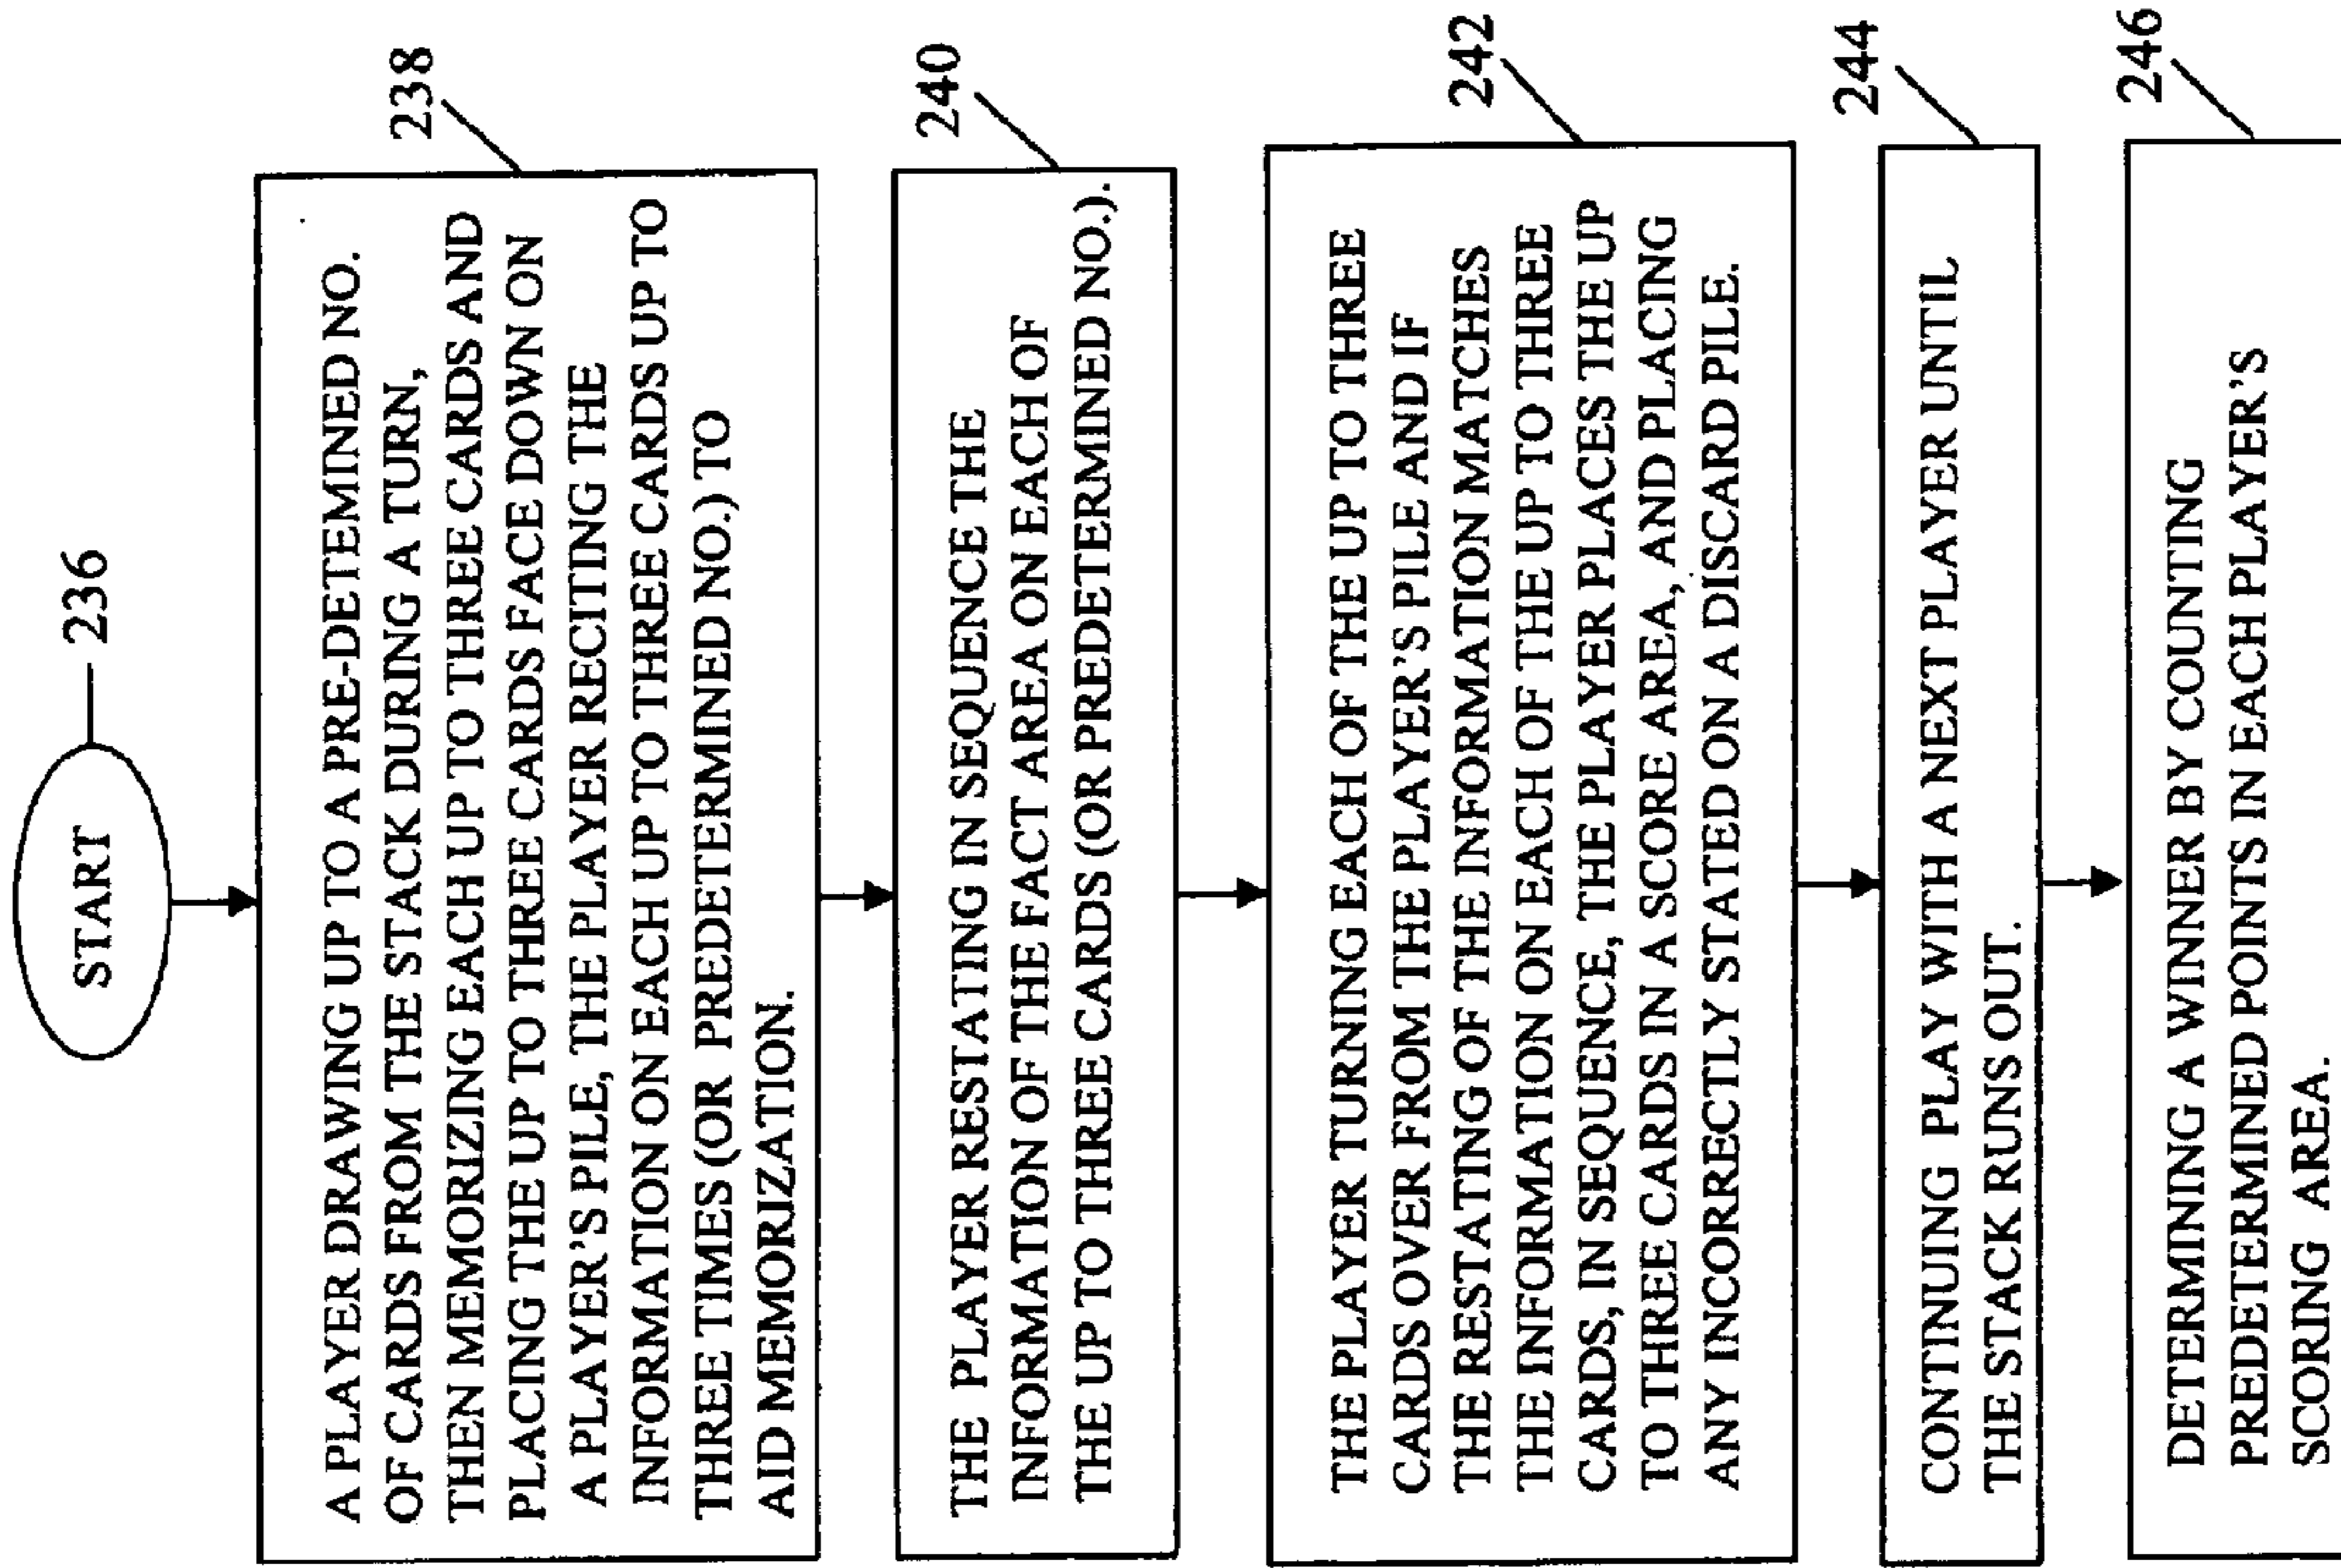 START
236
A PLAYER DRAWING UP TO A PRE-DETEMINED NO.
OF CARDS FROM THE STACK DURING A TURN,
THEN MEMORIZING EACH UP TO THREE CARDS AND
PLACING THE UP TO THREE CARDS FACE DOWN ON
A PLAYER'S PILE, THE PLAYER RECITING THE
INFORMATION ON EACH UP TO THREE CARDS UP TO
THREE TIMES (OR PREDETERMINED NO.) TO
AID MEMORIZATION.
238
THE PLAYER RESTATING IN SEQUENCE THE
INFORMATION OF THE FACT AREA ON EACH OF
THE UP TO THREE CARDS (OR PREDETERMINED NO.).
240
THE PLAYER TURNING EACH OF THE UP TO THREE
CARDS OVER FROM THE PLAYER'S PILE AND IF
THE RESTATING OF THE INFORMATION MATCHES
THE INFORMATION ON EACH OF THE UP TO THREE
CARDS, IN SEQUENCE, THE PLAYER PLACES THE UP
TO THREE CARDS IN A SCORE AREA, AND PLACING
ANY INCORRECTLY STATED ON A DISCARD PILE.
242
CONTINUING PLAY WITH A NEXT PLAYER UNTIL
THE STACK RUNS OUT.
244
DETERMINING A WINNER BY COUNTING
PREDETERMINED POINTS IN EACH PLAYER'S
SCORING AREA.
246